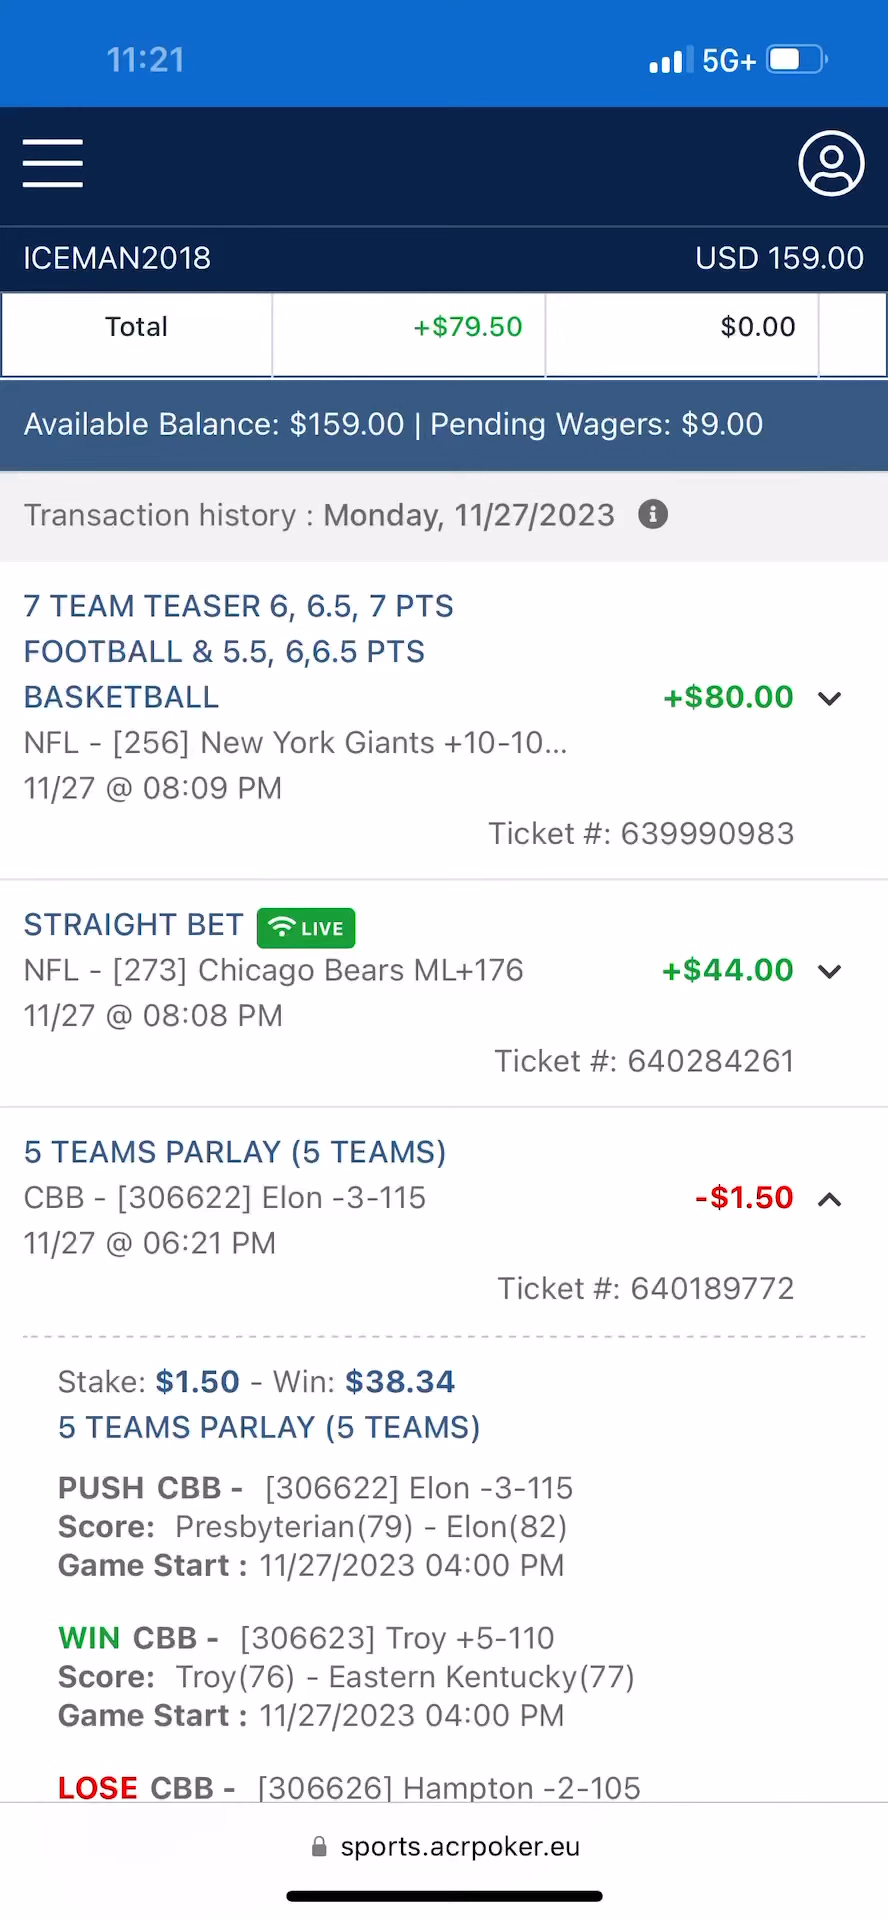 11:21 5G+
ICEMAN2018 USD 159.00
Total +$79.50 $0.00
Available Balance: $159.00 | Pending Wagers: $9.00
Transaction history : Monday, 11/27/2023
7 TEAM TEASER 6, 6.5, 7 PTS
FOOTBALL & 5.5, 6,6.5 PTS
BASKETBALL +$80.00
NFL - [256] New York Giants +10-10...
11/27 @ 08:09 PM
Ticket #: 639990983
STRAIGHT BET LIVE
NFL - [273] Chicago Bears ML+176 +$44.00
11/27 @ 08:08 PM
Ticket #: 640284261
5 TEAMS PARLAY (5 TEAMS)
CBB - [306622] Elon -3-115 -$1.50
11/27 @ 06:21 PM
Ticket #: 640189772
Stake: $1.50 - Win: $38.34
5 TEAMS PARLAY (5 TEAMS)
PUSH CBB - [306622] Elon -3-115
Score: Presbyterian(79) - Elon(82)
Game Start : 11/27/2023 04:00 PM
WIN CBB - [306623] Troy +5-110
Score: Troy(76) - Eastern Kentucky(77)
Game Start : 11/27/2023 04:00 PM
LOSE CBB - [306626] Hampton -2-105
sports.acrpoker.eu